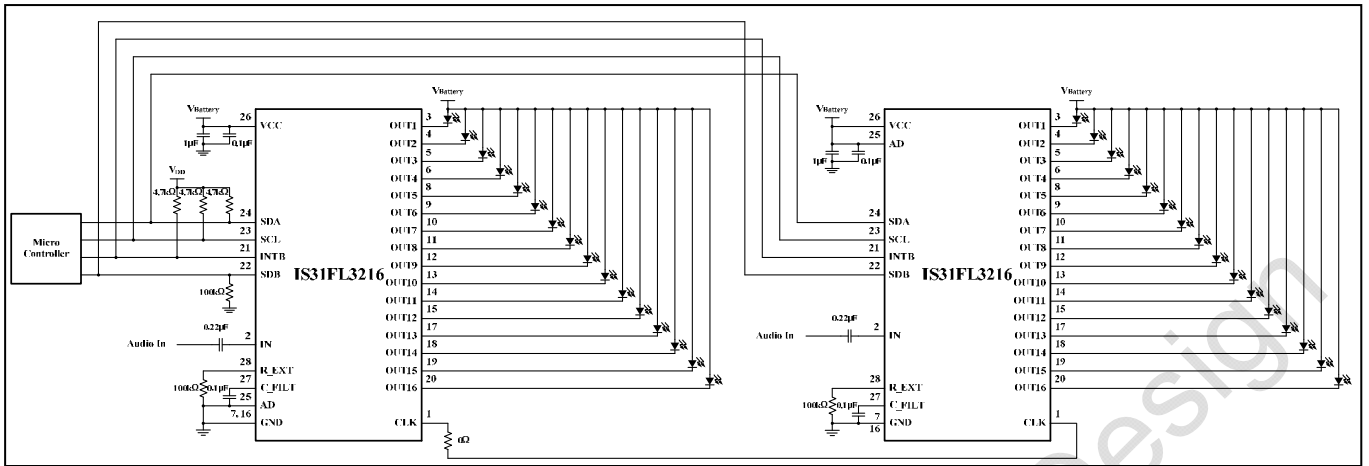 VBattery
1μF
0.1μF
VDD
4.7kΩ 4.7kΩ 4.7kΩ
Micro
Controller
100kΩ
Audio In
0.22μF
100kΩ
0.1μF
26 VCC
24 SDA
23 SCL
21 INTB
22 SDB
2 IN
28 R_EXT
27 C_FILT
25 AD
7, 16 GND
IS31FL3216
VBattery
OUT1 3
OUT2 4
OUT3 5
OUT4 6
OUT5 8
OUT6 9
OUT7 10
OUT8 11
OUT9 12
OUT10 13
OUT11 14
OUT12 15
OUT13 17
OUT14 18
OUT15 19
OUT16 20
CLK 1
0Ω
VBattery
1μF
0.1μF
Audio In
0.22μF
100kΩ
0.1μF
26 VCC
25 AD
24 SDA
23 SCL
21 INTB
22 SDB
2 IN
28 R_EXT
27 C_FILT
7 GND
16
IS31FL3216
VBattery
OUT1 3
OUT2 4
OUT3 5
OUT4 6
OUT5 8
OUT6 9
OUT7 10
OUT8 11
OUT9 12
OUT10 13
OUT11 14
OUT12 15
OUT13 17
OUT14 18
OUT15 19
OUT16 20
CLK 1
Design